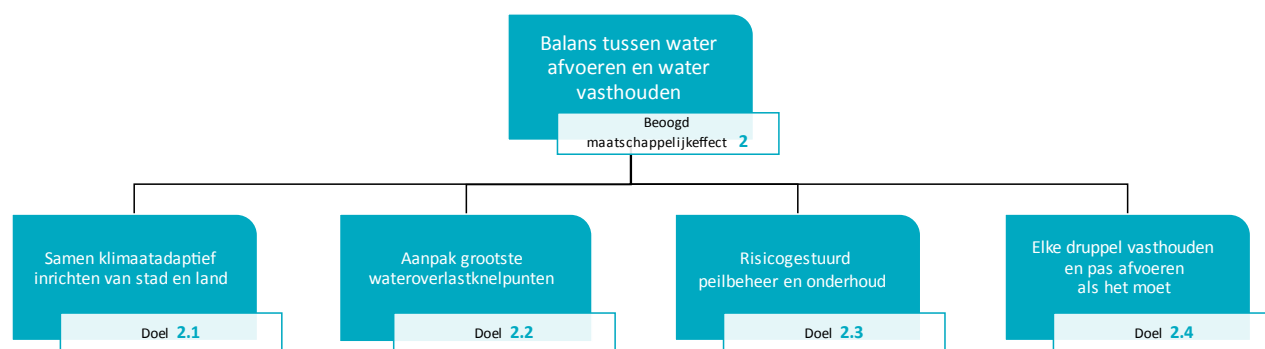 Balans tussen water
afvoeren en water
vasthouden
Beoogd
maatschappelijkeffect 2
Samen klimaatadaptief
inrichten van stad en land
Doel 2.1
Aanpak grootste
wateroverlastknelpunten
Doel 2.2
Risicogestuurd
peilbeheer en onderhoud
Doel 2.3
Elke druppel vasthouden
en pas afvoeren
als het moet
Doel 2.4